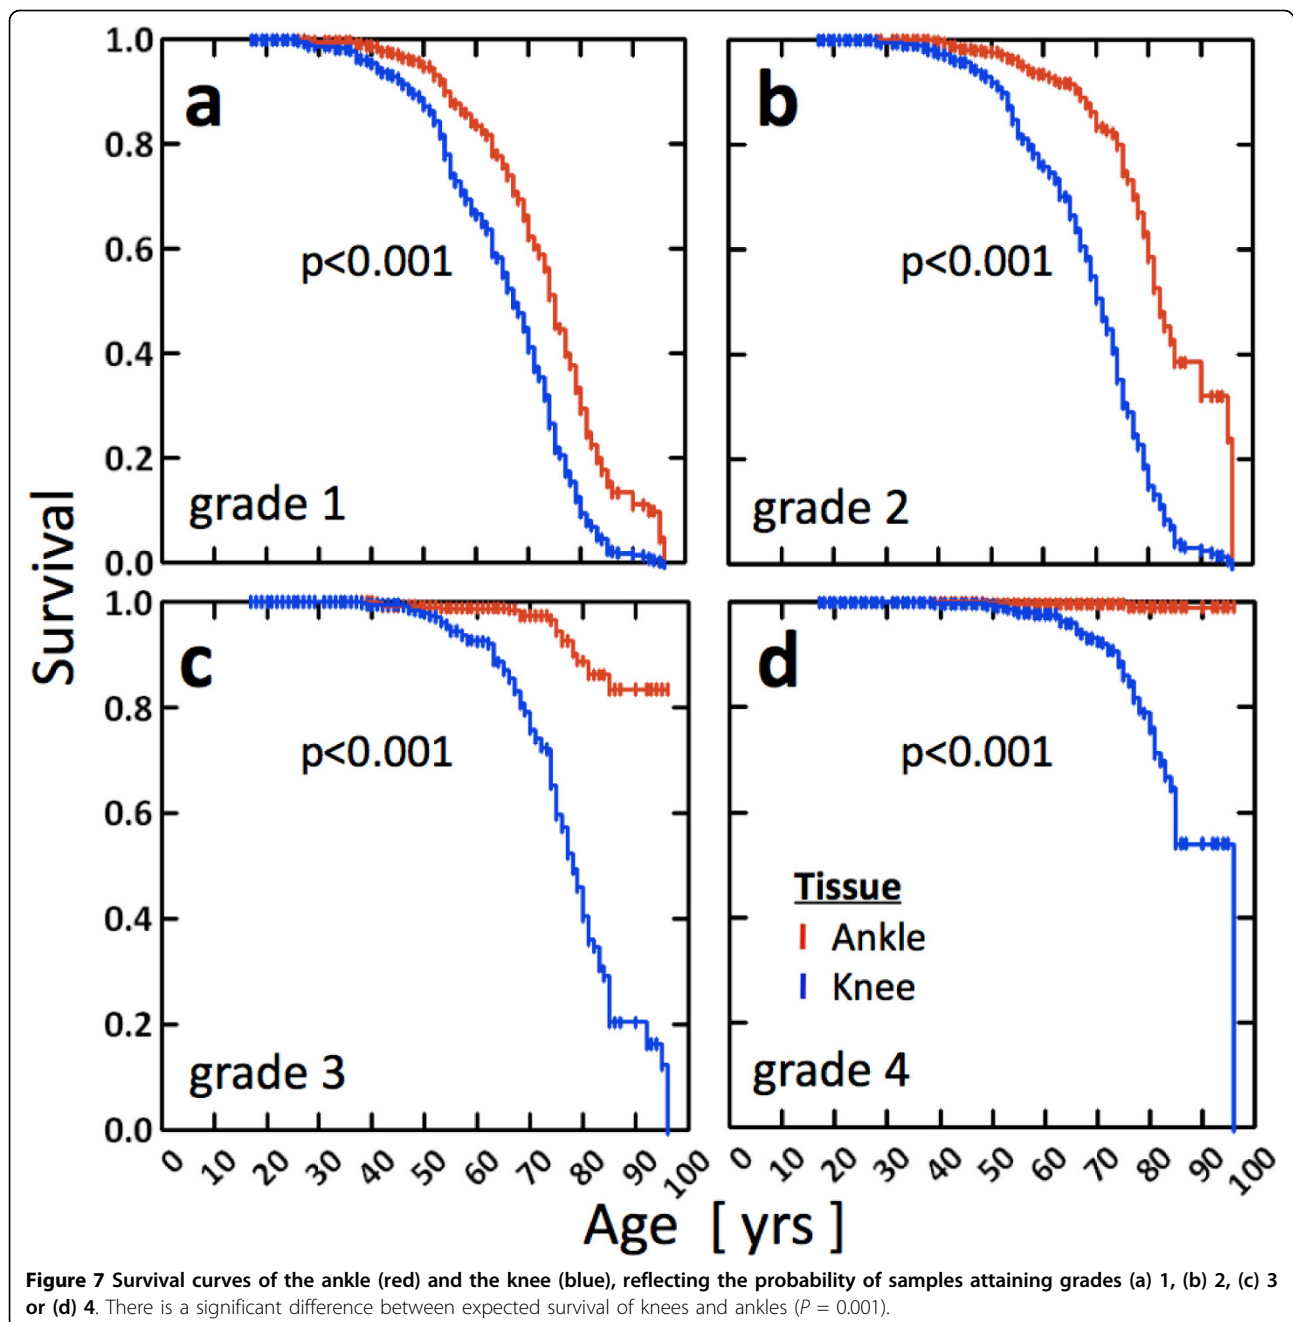 a
p<0.001
grade 1
1.0
0.8
0.6
0.4
0.2
0.0
b
p<0.001
grade 2
Survival
c
p<0.001
grade 3
1.0
0.8
0.6
0.4
0.2
0.0
0 10 20 30 40 50 60 70 80 90 100
d
p<0.001
Tissue
Ankle
Knee
grade 4
0 10 20 30 40 50 60 70 80 90 100
Age [ yrs ]
Figure 7 Survival curves of the ankle (red) and the knee (blue), reflecting the probability of samples attaining grades (a) 1, (b) 2, (c) 3
or (d) 4. There is a significant difference between expected survival of knees and ankles (P = 0.001).